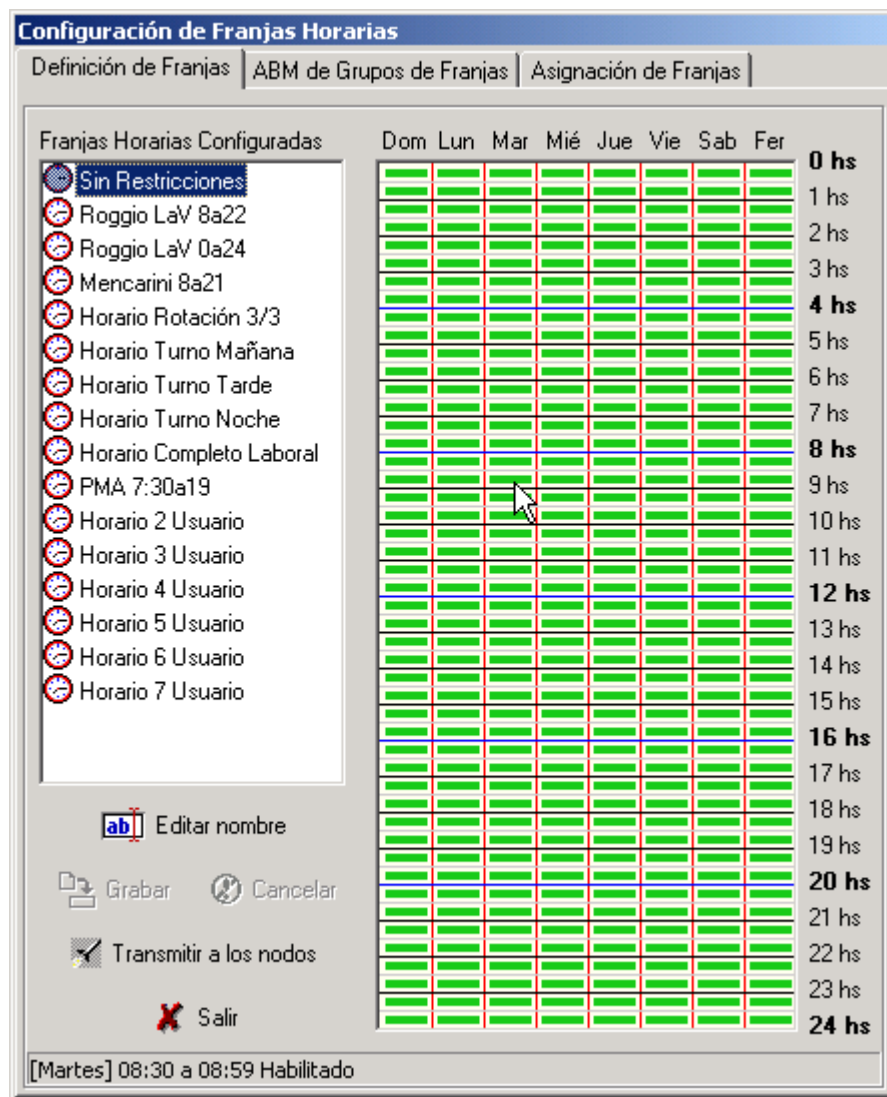 Configuración de Franjas Horarias
Definición de Franjas
ABM de Grupos de Franjas
Asignación de Franjas
Franjas Horarias Configuradas
Sin Restricciones
Roggio LaV 8a22
Roggio LaV 0a24
Mencarini 8a21
Horario Rotación 3/3
Horario Turno Mañana
Horario Turno Tarde
Horario Turno Noche
Horario Completo Laboral
PMA 7:30a19
Horario 2 Usuario
Horario 3 Usuario
Horario 4 Usuario
Horario 5 Usuario
Horario 6 Usuario
Horario 7 Usuario
ab Editar nombre
Grabar
Cancelar
Transmitir a los nodos
Salir
Dom Lun Mar Mié Jue Vie Sab Fer
0 hs
1 hs
2 hs
3 hs
4 hs
5 hs
6 hs
7 hs
8 hs
9 hs
10 hs
11 hs
12 hs
13 hs
14 hs
15 hs
16 hs
17 hs
18 hs
19 hs
20 hs
21 hs
22 hs
23 hs
24 hs
[Martes] 08:30 a 08:59 Habilitado